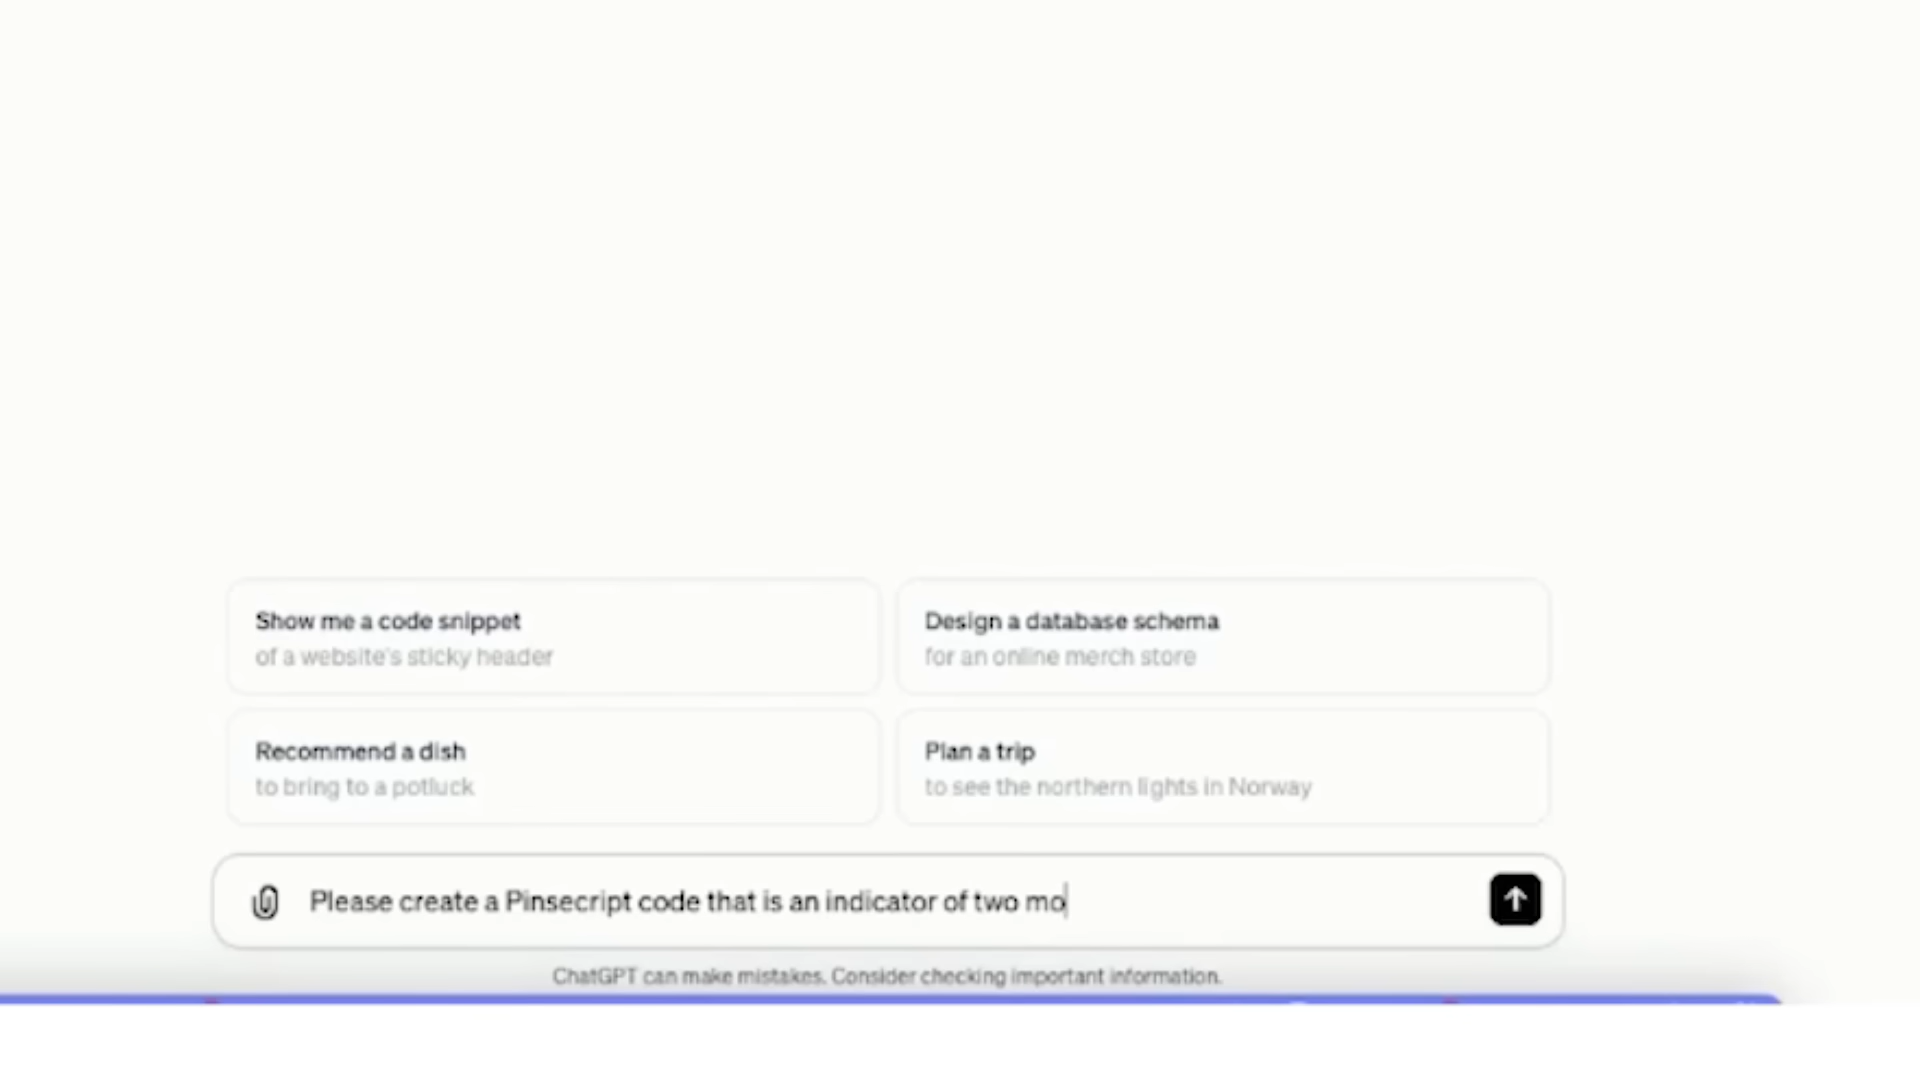 Show me a code snippet
of a website's sticky header
Design a database schema
for an online merch store
Recommend a dish
to bring to a potluck
Plan a trip
to see the northern lights in Norway
Please create a Pinsecript code that is an indicator of two mo
ChatGPT can make mistakes. Consider checking important information.